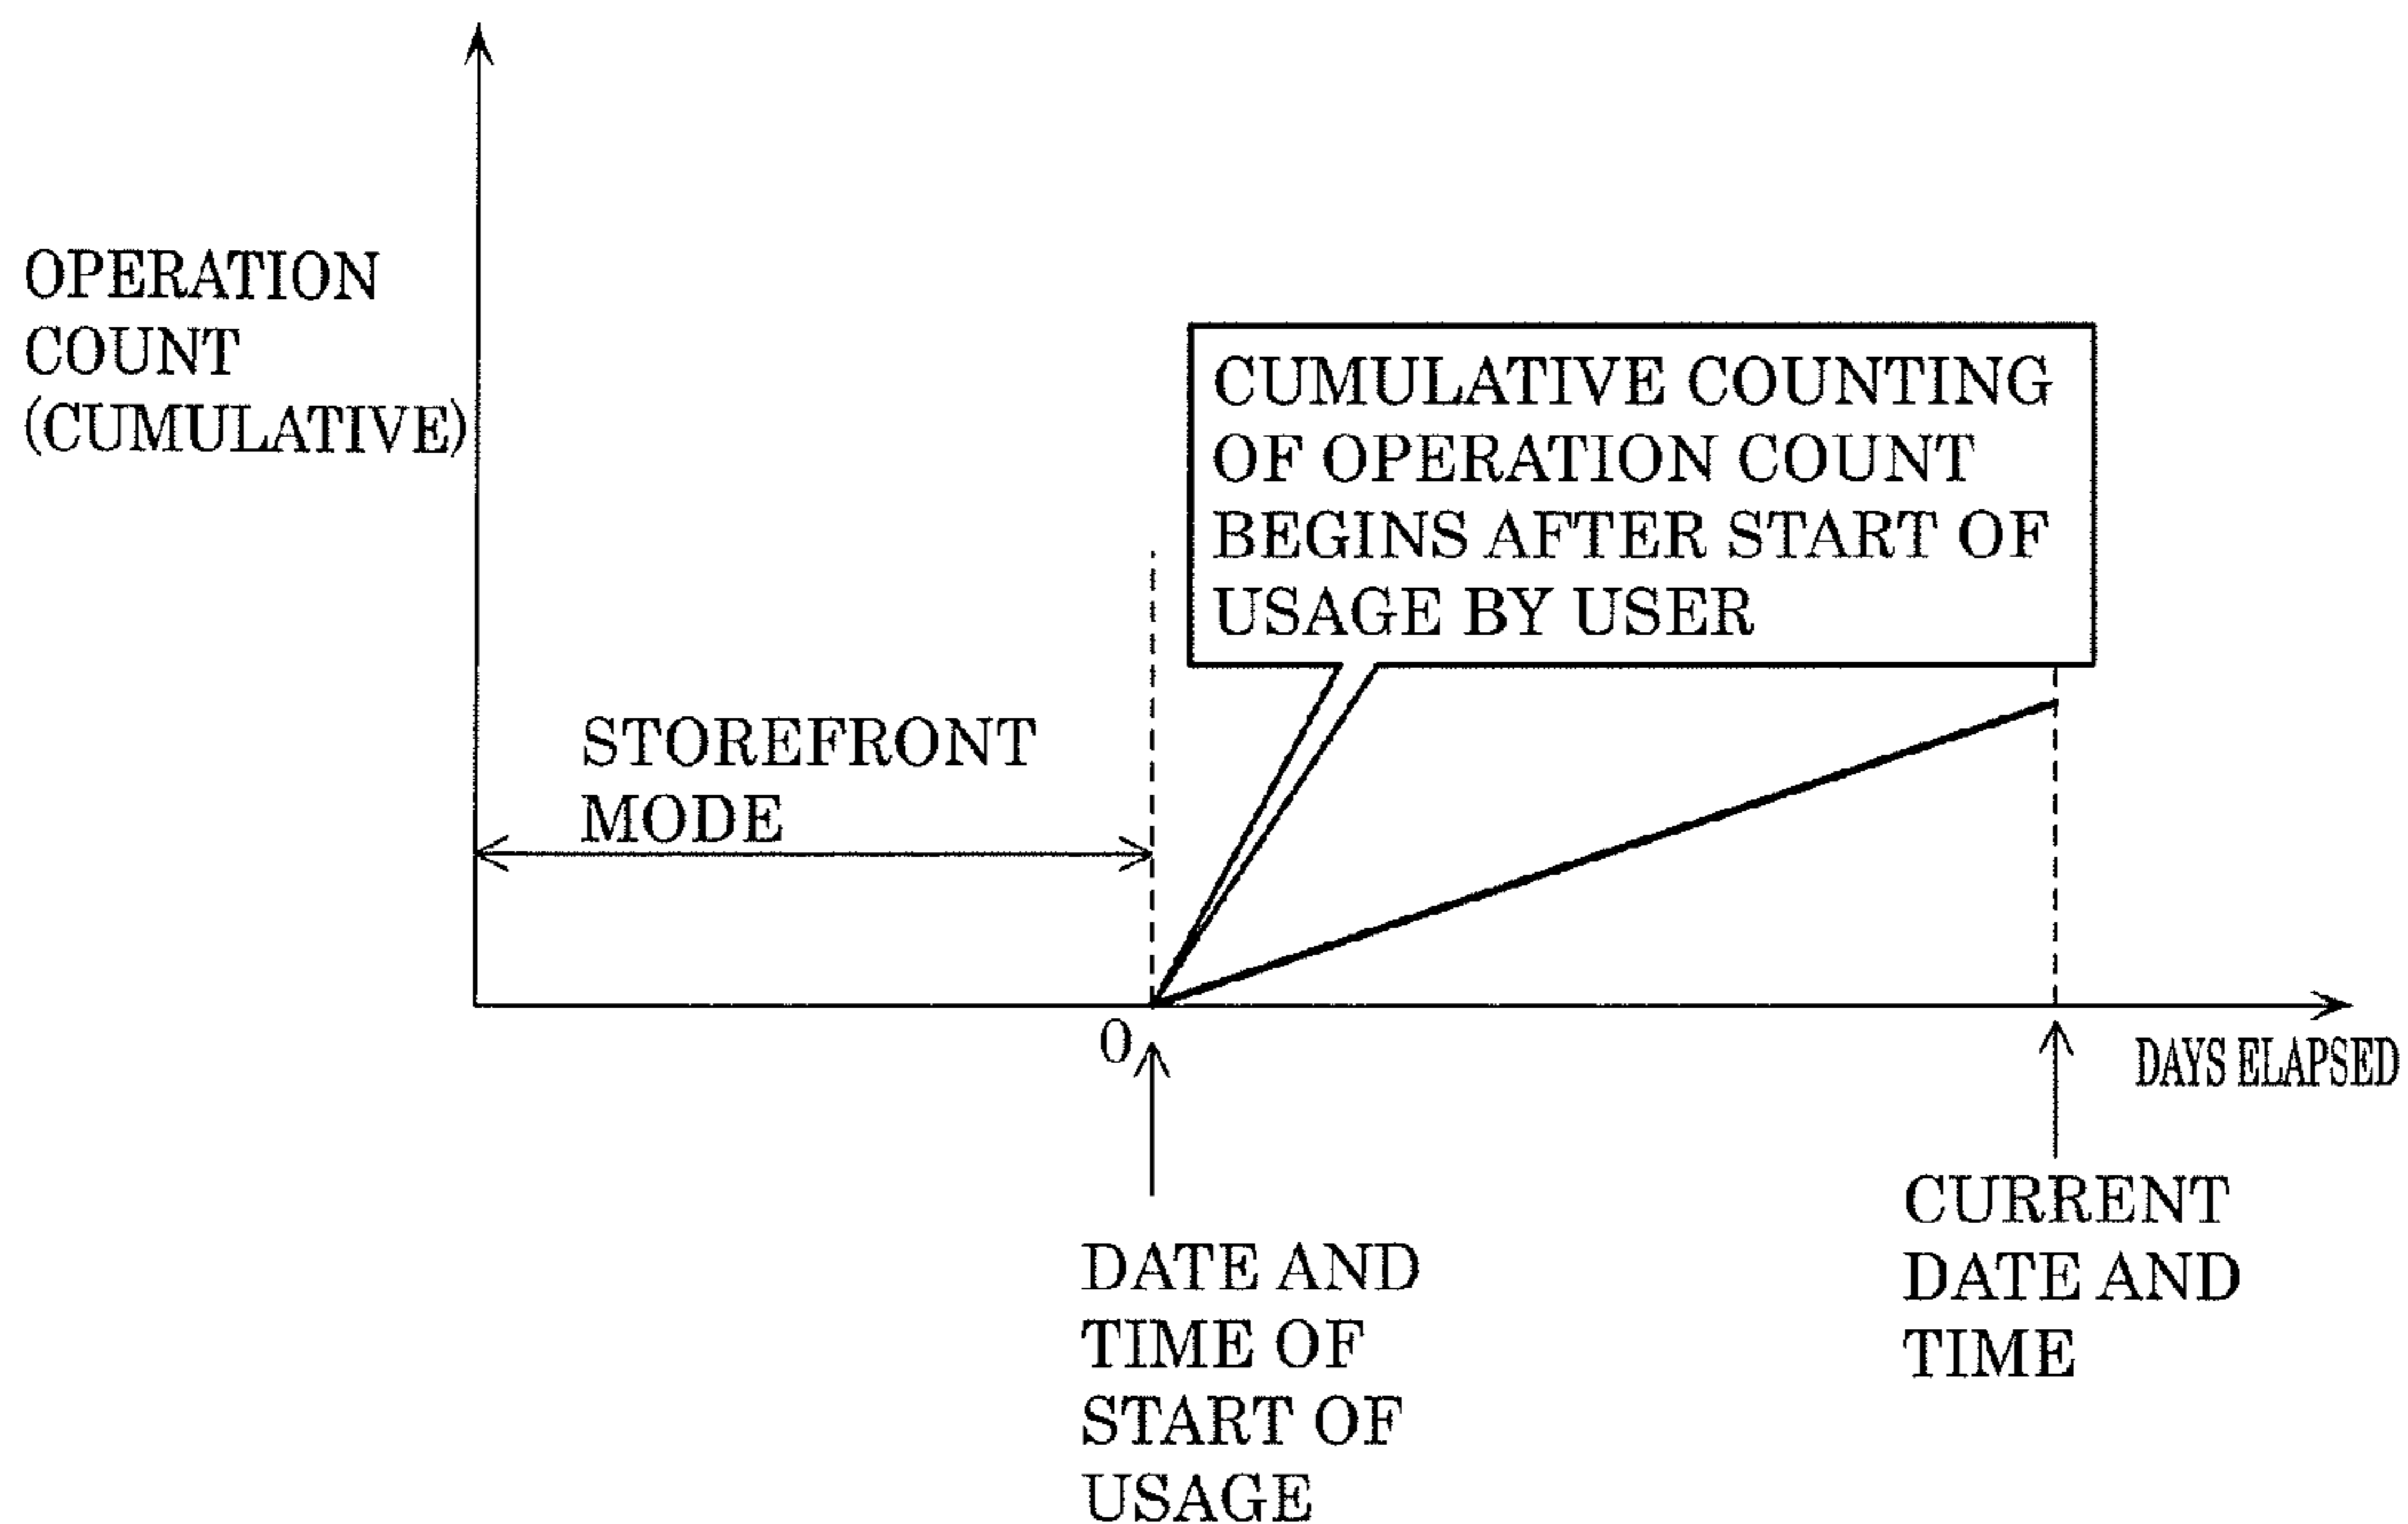 OPERATION
COUNT
(CUMULATIVE)
CUMULATIVE COUNTING
OF OPERATION COUNT
BEGINS AFTER START OF
USAGE BY USER
STOREFRONT
MODE
0
DAYS ELAPSED
DATE AND
TIME OF
START OF
USAGE
CURRENT
DATE AND
TIME